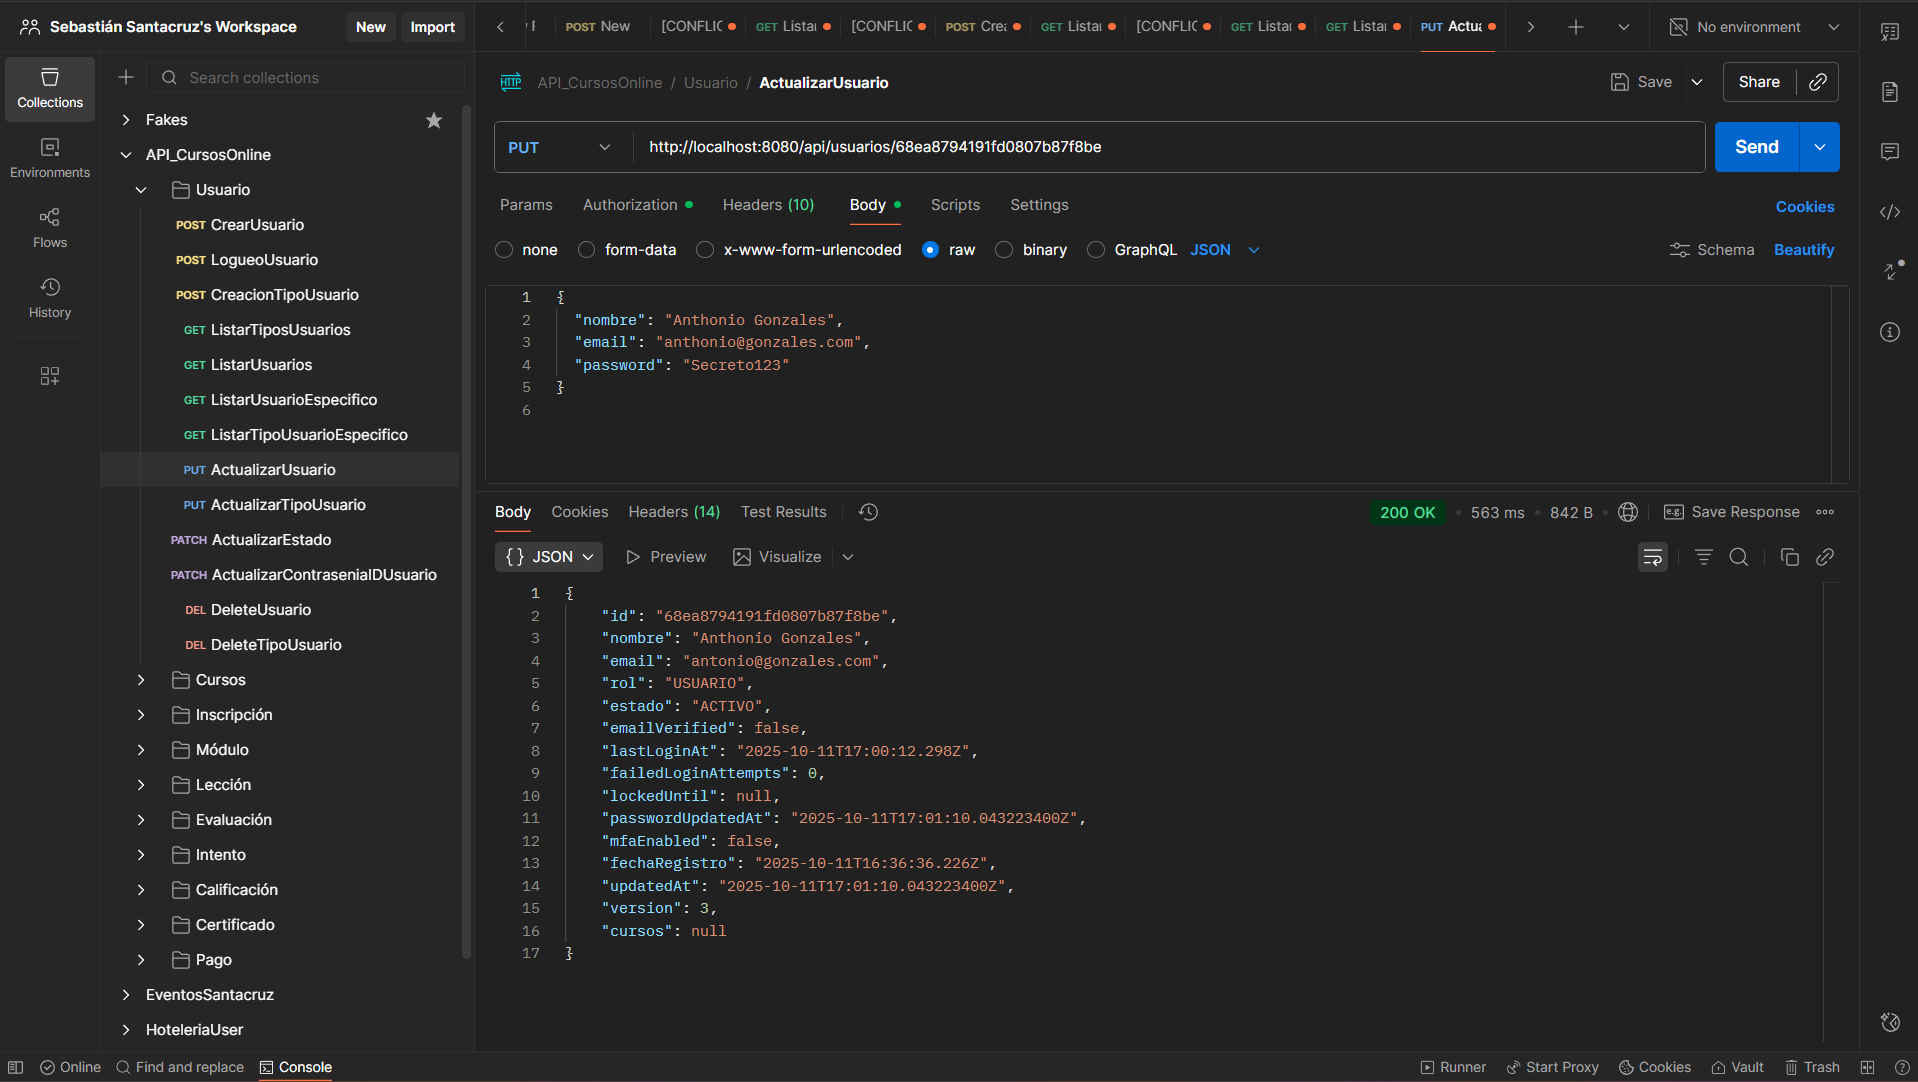 Sebastián Santacruz's Workspace
New
Import
POST New
[CONFLIC
GET Listar
[CONFLIC
POST Crea
GET Listar
[CONFLIC
GET Listar
GET Listar
PUT Actua
No environment
Collections
Environments
Flows
History
Search collections
Fakes
API_CursosOnline
Usuario
POST CrearUsuario
POST LogueoUsuario
POST CreacionTipoUsuario
GET ListarTiposUsuarios
GET ListarUsuarios
GET ListarUsuarioEspecifico
GET ListarTipoUsuarioEspecifico
PUT ActualizarUsuario
PUT ActualizarTipoUsuario
PATCH ActualizarEstado
PATCH ActualizarContraseniaIDUsuario
DEL DeleteUsuario
DEL DeleteTipoUsuario
Cursos
Inscripción
Módulo
Lección
Evaluación
Intento
Calificación
Certificado
Pago
EventosSantacruz
HoteleriaUser
HTTP API_CursosOnline / Usuario / ActualizarUsuario
Save
Share
PUT http://localhost:8080/api/usuarios/68ea8794191fd0807b87f8be
Send
Params Authorization Headers (10) Body Scripts Settings Cookies
none form-data x-www-form-urlencoded raw binary GraphQL JSON Schema Beautify
1 {
2 "nombre": "Anthonio Gonzales",
3 "email": "anthonio@gonzales.com",
4 "password": "Secreto123"
5 }
6
Body Cookies Headers (14) Test Results 200 OK • 563 ms • 842 B • e.g. Save Response
{} JSON Preview Visualize
1 {
2 "id": "68ea8794191fd0807b87f8be",
3 "nombre": "Anthonio Gonzales",
4 "email": "antonio@gonzales.com",
5 "rol": "USUARIO",
6 "estado": "ACTIVO",
7 "emailVerified": false,
8 "lastLoginAt": "2025-10-11T17:00:12.298Z",
9 "failedLoginAttempts": 0,
10 "lockedUntil": null,
11 "passwordUpdatedAt": "2025-10-11T17:01:10.043223400Z",
12 "mfaEnabled": false,
13 "fechaRegistro": "2025-10-11T16:36:36.226Z",
14 "updatedAt": "2025-10-11T17:01:10.043223400Z",
15 "version": 3,
16 "cursos": null
17 }
Online Find and replace Console Runner Start Proxy Cookies Vault Trash